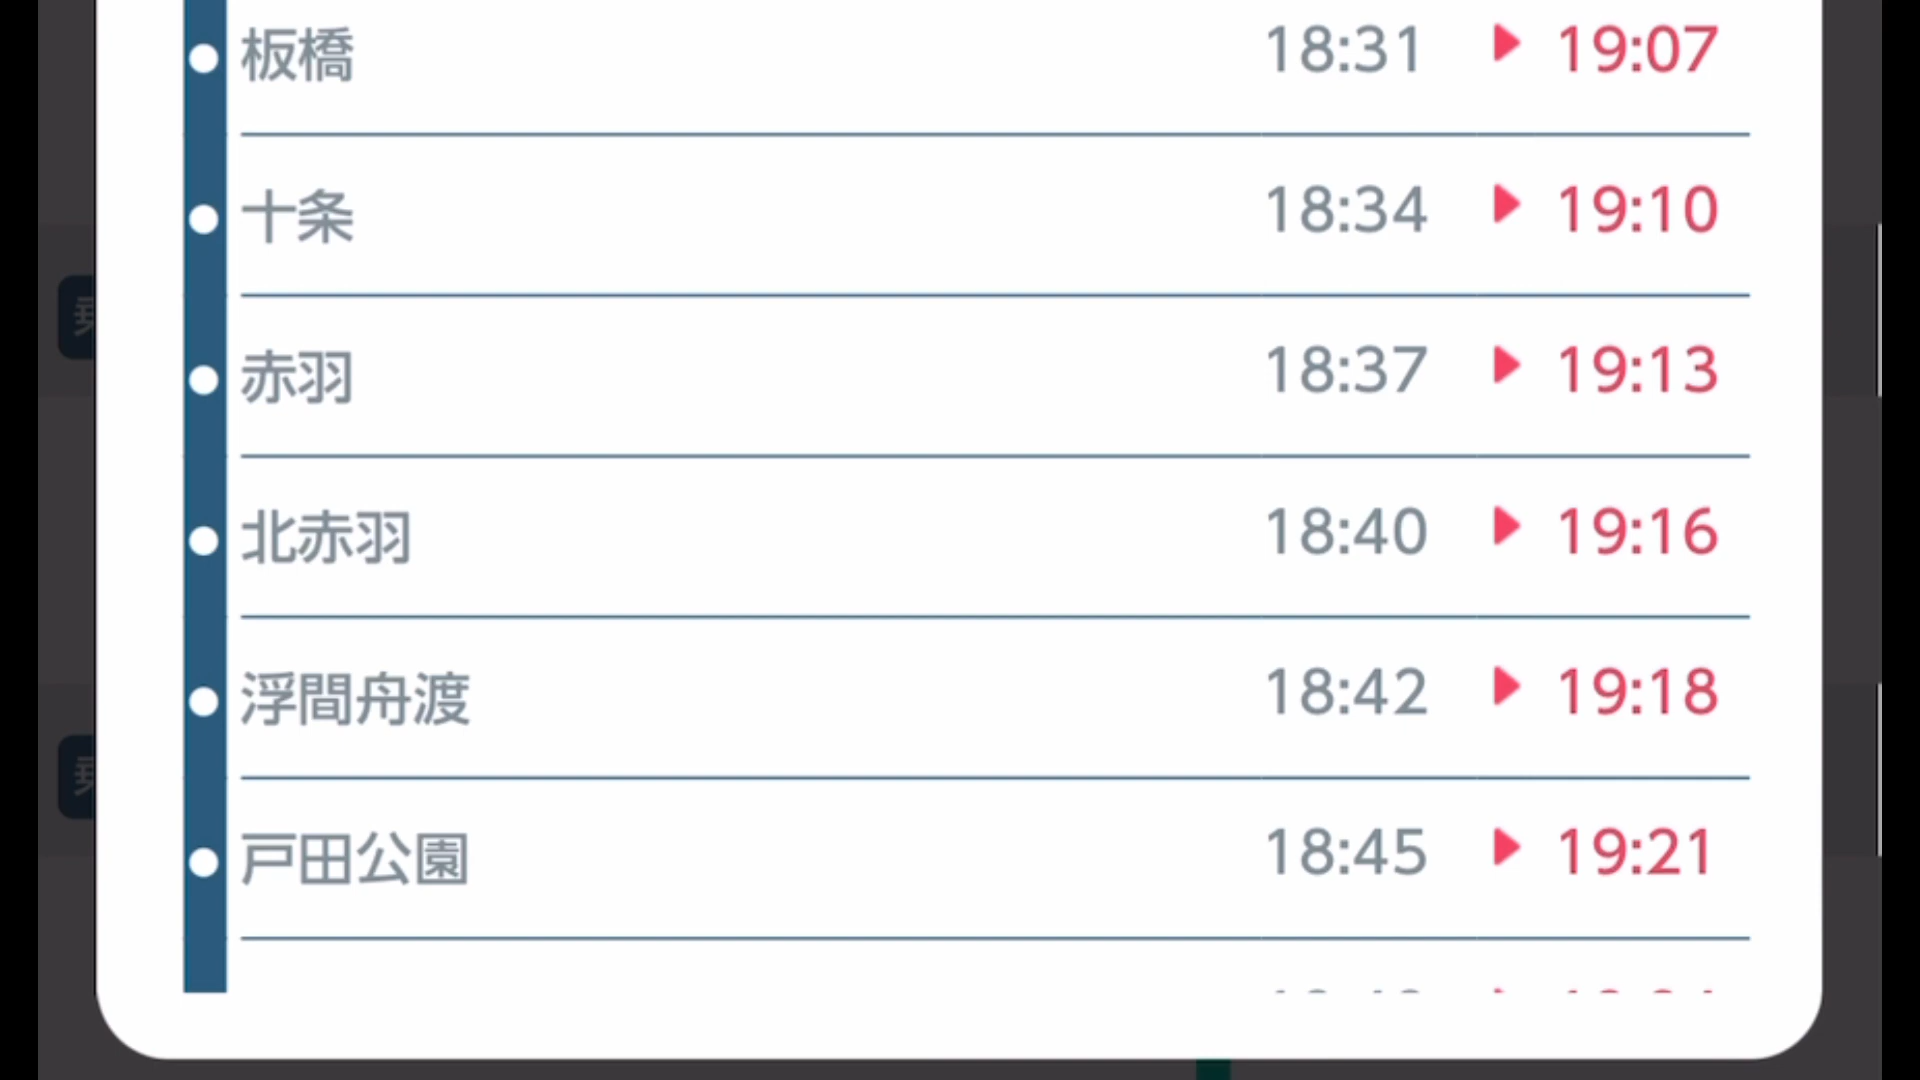 板橋 18:31 ▶ 19:07
十条 18:34 ▶ 19:10
赤羽 18:37 ▶ 19:13
北赤羽 18:40 ▶ 19:16
浮間舟渡 18:42 ▶ 19:18
戸田公園 18:45 ▶ 19:21